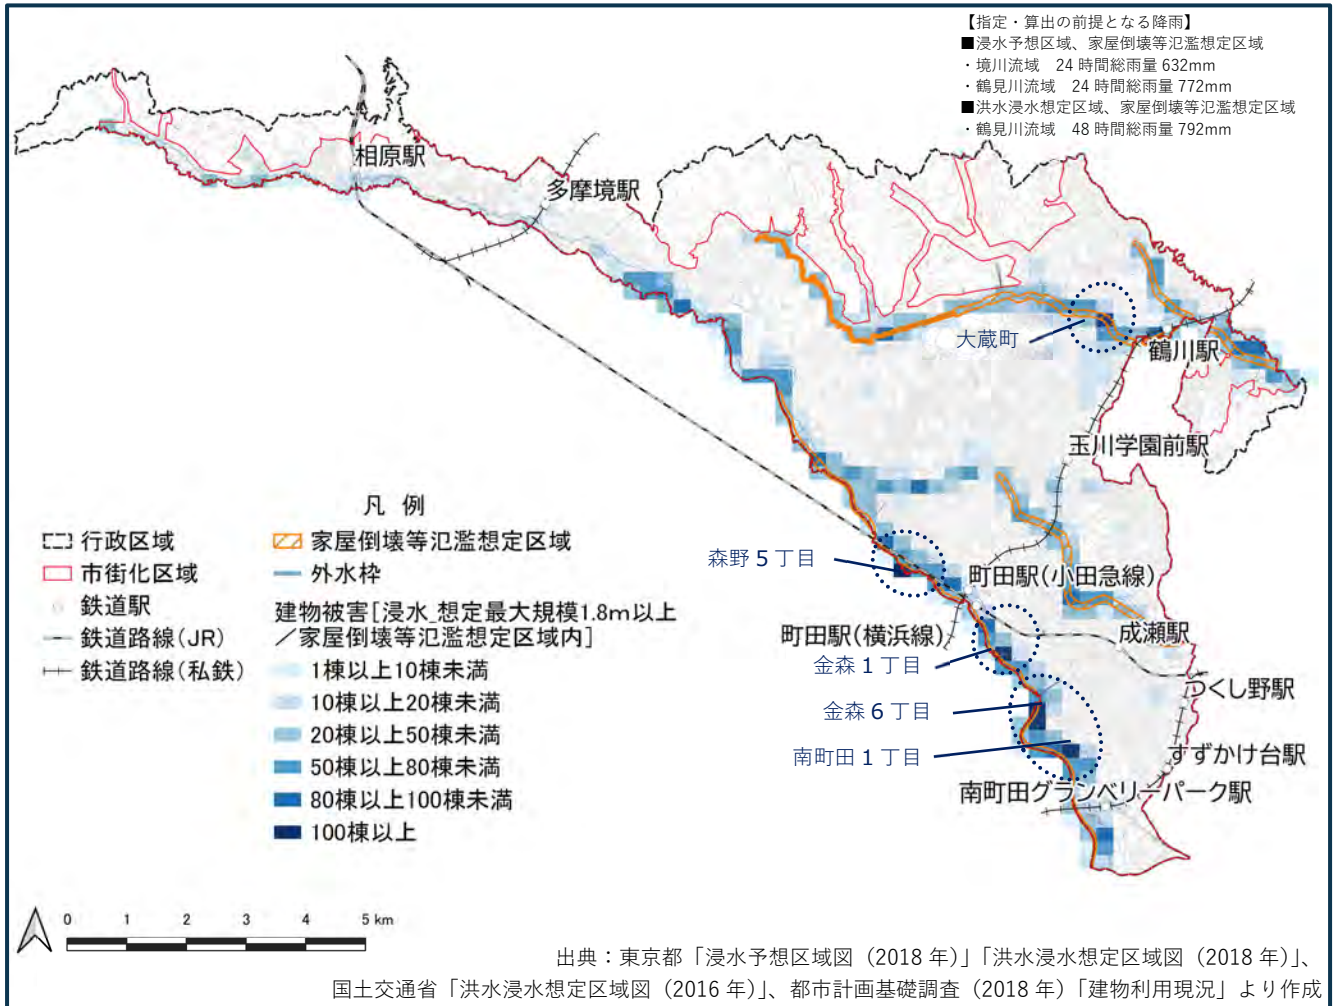 【指定・算出の前提となる降雨】
■浸水予想区域、家屋倒壊等氾濫想定区域
・境川流域　24 時間総雨量 632mm
・鶴見川流域　24 時間総雨量 772mm
■洪水浸水想定区域、家屋倒壊等氾濫想定区域
・鶴見川流域　48 時間総雨量 792mm
相原駅
多摩境駅
大蔵町
鶴川駅
玉川学園前駅
森野 5 丁目
町田駅(小田急線)
町田駅(横浜線)
成瀬駅
金森 1 丁目
つくし野駅
金森 6 丁目
南町田 1 丁目
すずかけ台駅
南町田グランベリーパーク駅
凡 例
行政区域
市街化区域
鉄道駅
鉄道路線(JR)
鉄道路線(私鉄)
家屋倒壊等氾濫想定区域
外水枠
建物被害[浸水_想定最大規模1.8m以上
／家屋倒壊等氾濫想定区域内]
1棟以上10棟未満
10棟以上20棟未満
20棟以上50棟未満
50棟以上80棟未満
80棟以上100棟未満
100棟以上
0 1 2 3 4 5 km
出典：東京都「浸水予想区域図（2018 年）」「洪水浸水想定区域図（2018 年）」、
国土交通省「洪水浸水想定区域図（2016 年）」、都市計画基礎調査（2018 年）「建物利用現況」より作成